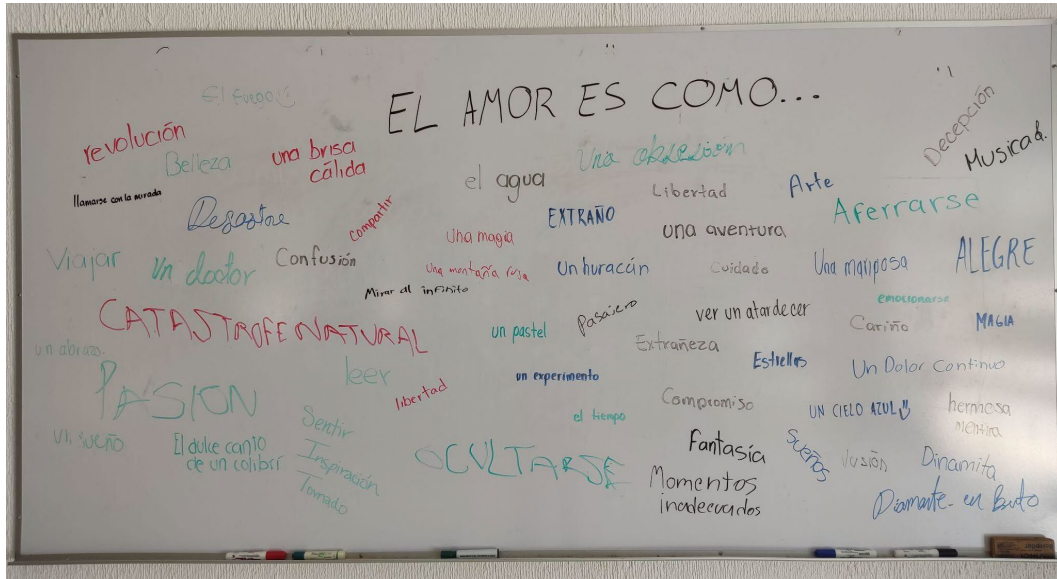 EL AMOR ES COMO...
El fuego
revolución
Belleza
una brisa
cálida
Una obsesión
Decepción
Musica
llamarse con la mirada
Desastre
compartir
el agua
Libertad
Arte
Aferrarse
EXTRAÑO
Una magia
una aventura
Viajar
Un doctor
Confusión
Una montaña rusa
Un huracán
Cuidado
Una mariposa
ALEGRE
Mirar al infinito
CATASTROFE NATURAL
un pastel
Pasajero
ver un atardecer
emocionarse
Cariño
MAGIA
un abrazo
Extrañeza
leer
un experimento
Estrellas
Un Dolor Continuo
PASION
libertad
el tiempo
Compromiso
UN CIELO AZUL
hermosa
mentira
Un sueño
El dulce canto
de un colibrí
Sentir
Inspiración
Tomado
OCULTARSE
Fantasía
Sueños
Dinamita
Momentos
inadecuados
Diamante en Buto